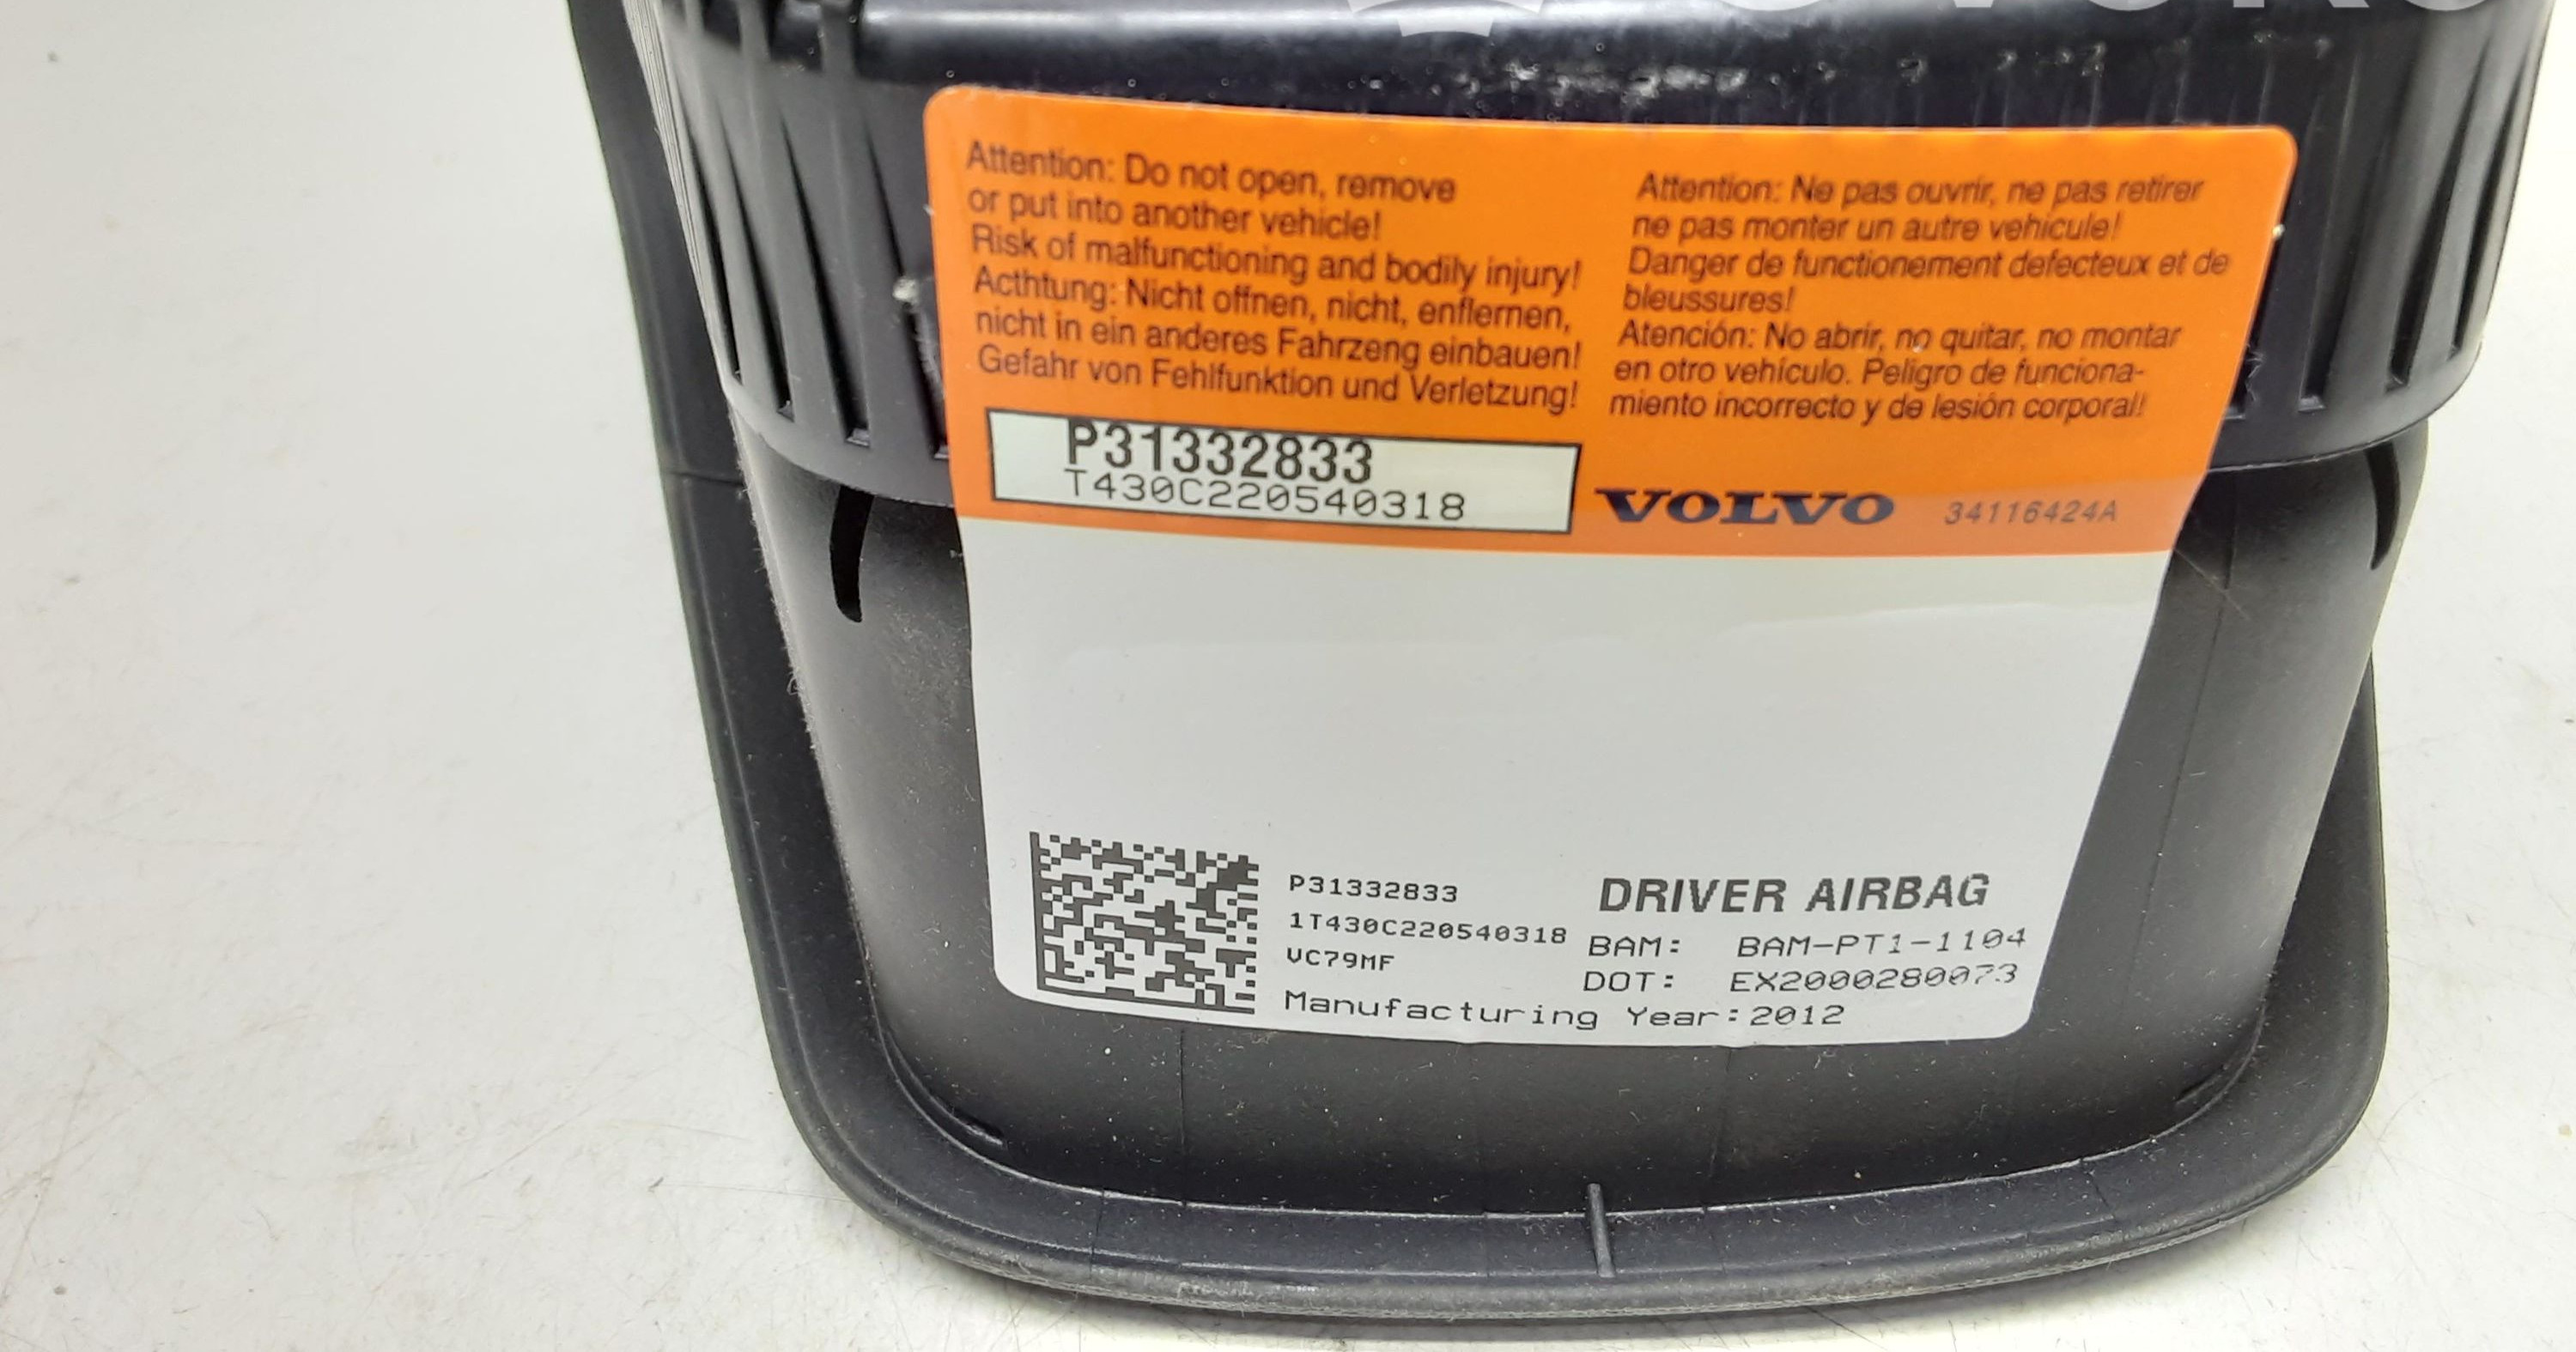 Attention: Do not open, remove
or put into another vehicle!
Risk of malfunctioning and bodily injury!
Acthtung: Nicht offnen, nicht, enflernen,
nicht in ein anderes Fahrzeng einbauen!
Gefahr von Fehlfunktion und Verletzung!
Attention: Ne pas ouvrir, ne pas retirer
ne pas monter un autre vehicule!
Danger de functionement defecteux et de
bleussures!
Atención: No abrir, no quitar, no montar
en otro vehículo. Peligro de funciona-
miento incorrecto y de lesión corporal!
P31332833
T430C220540318
VOLVO 34116424A
P31332833
1T430C220540318
VC79MF
DRIVER AIRBAG
BAM: BAM-PT1-1104
DOT: EX2000280073
Manufacturing Year:2012